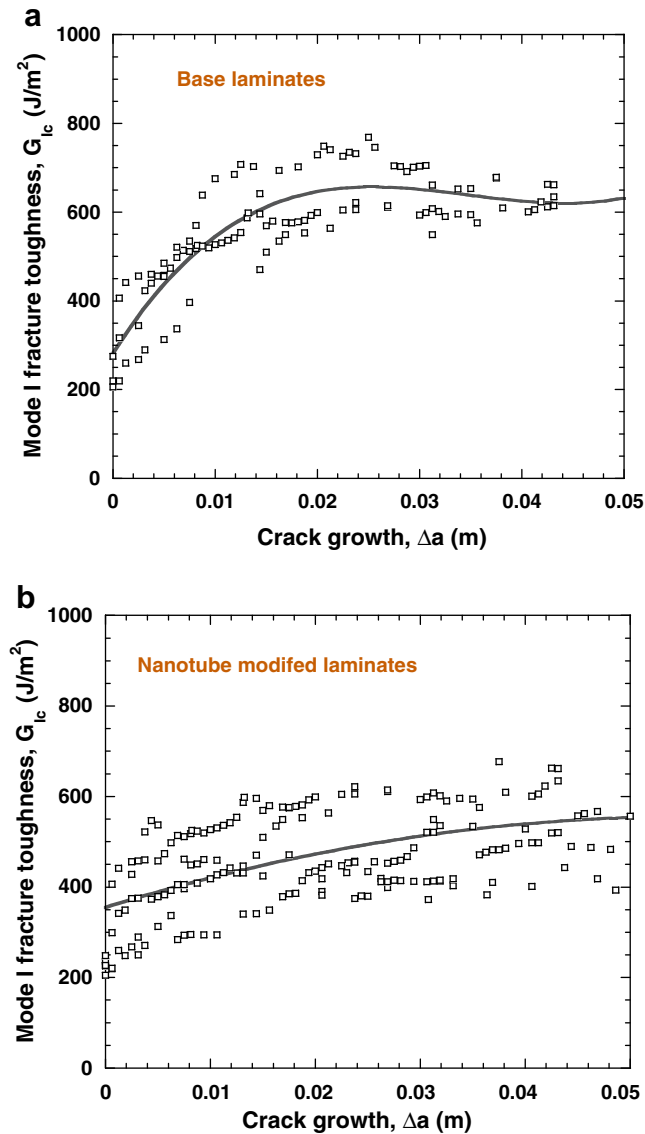 a
1000
800
600
400
200
0
Mode I fracture toughness, G_Ic (J/m²)
Base laminates
0 0.01 0.02 0.03 0.04 0.05
Crack growth, Δa (m)
b
1000
800
600
400
200
0
Mode I fracture toughness, G_Ic (J/m²)
Nanotube modifed laminates
0 0.01 0.02 0.03 0.04 0.05
Crack growth, Δa (m)